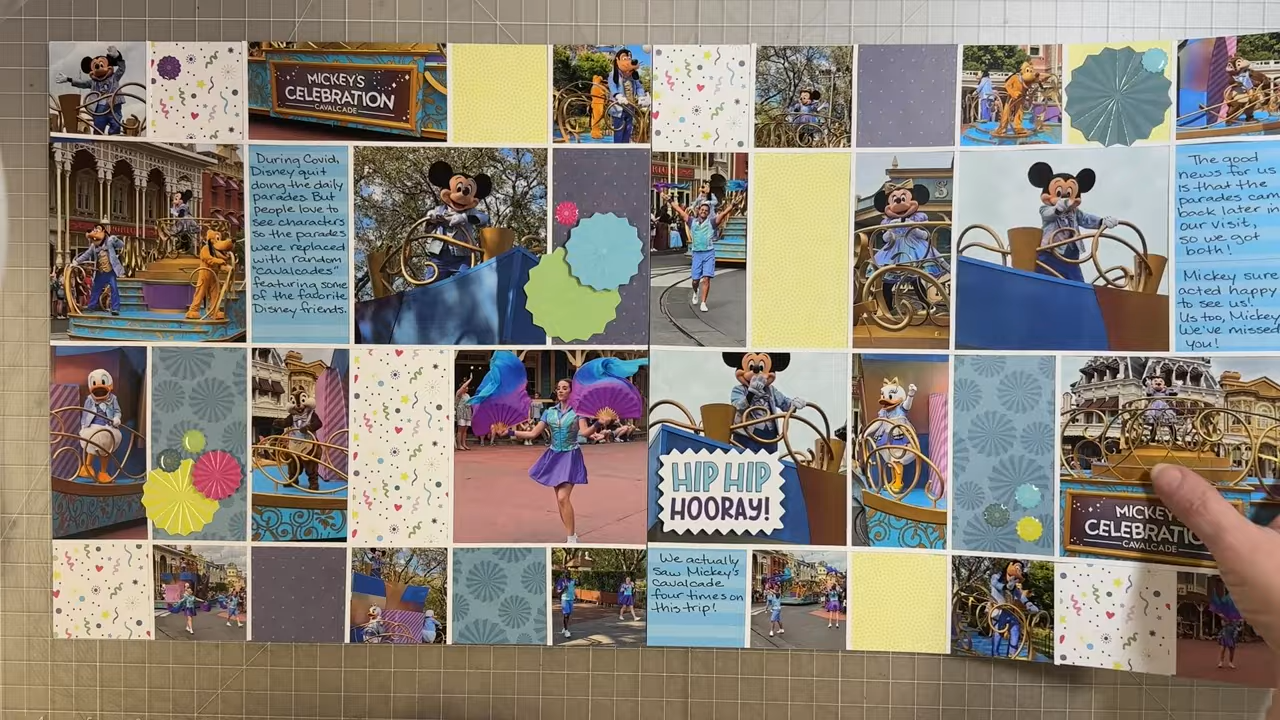 MICKEY'S
CELEBRATION
CAVALCADE
During Covid,
Disney quit
doing the daily
parades. But
people love to
see characters
so the parades
were replaced
with random
"cavalcades"
featuring some
of the favorite
Disney friends.
The good
news for us
is that the
parades cam
back later in
our visit,
so we got
both!
Mickey sure
acted happy
to see us!
Us too, Mickey
We've missed
you!
HIP HIP
HOORAY!
MICKEY
CELEBRATIO
CAVALCADE
We actually
saw Mickey's
cavalcade
four times on
this trip!